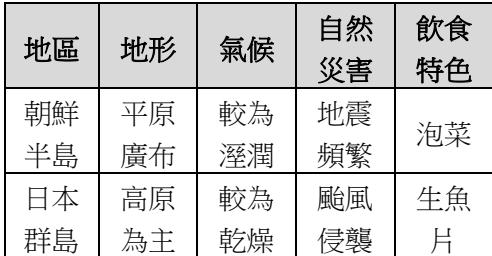 地區 地形 氣候 自然災害 飲食特色
朝鮮半島 平原廣布 較為溼潤 地震頻繁 泡菜
日本群島 高原為主 較為乾燥 颱風侵襲 生魚片